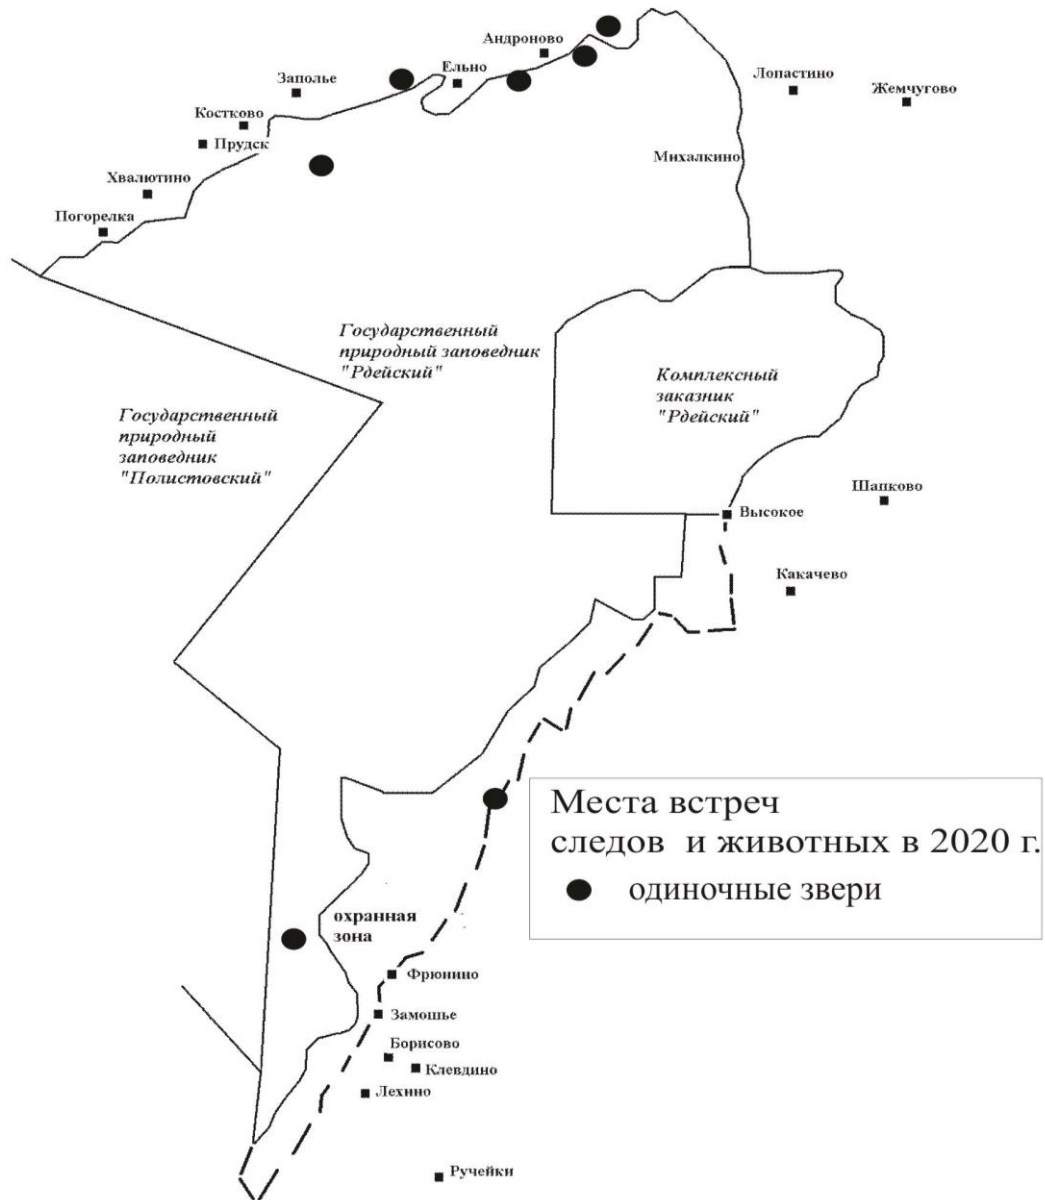 Андроново
Ельно
Заполье
Лопастино
Жемчугово
Костково
Прудск
Михалкино
Хвалютино
Погорелка
Государственный
природный заповедник
"Рдейский"
Комплексный
заказник
"Рдейский"
Государственный
природный
заповедник
"Полистовский"
Шапково
Высокое
Какачево
Места встреч
следов и животных в 2020 г.
одиночные звери
охранная
зона
Фрюнино
Замошье
Борисово
Клевдино
Лехино
Ручейки